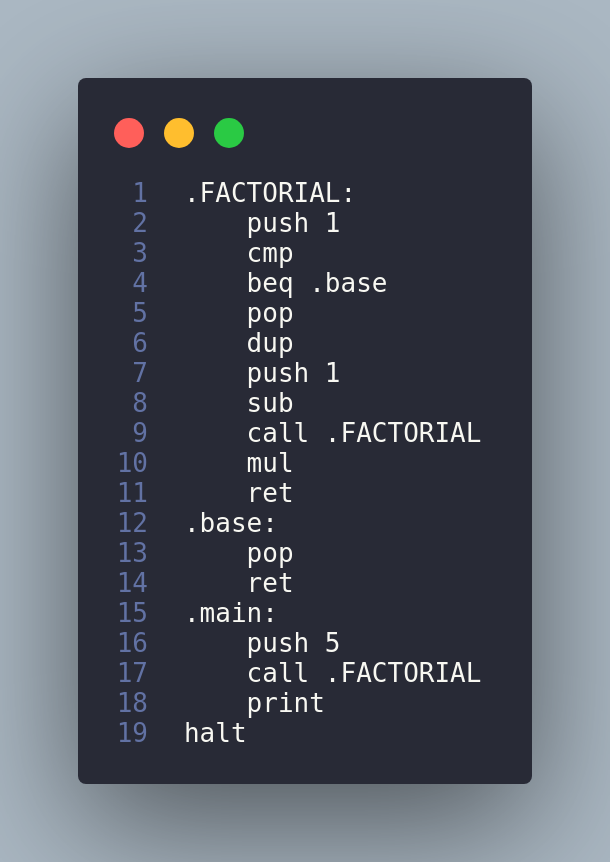 1 .FACTORIAL:
2     push 1
3     cmp
4     beq .base
5     pop
6     dup
7     push 1
8     sub
9     call .FACTORIAL
10     mul
11     ret
12 .base:
13     pop
14     ret
15 .main:
16     push 5
17     call .FACTORIAL
18     print
19 halt